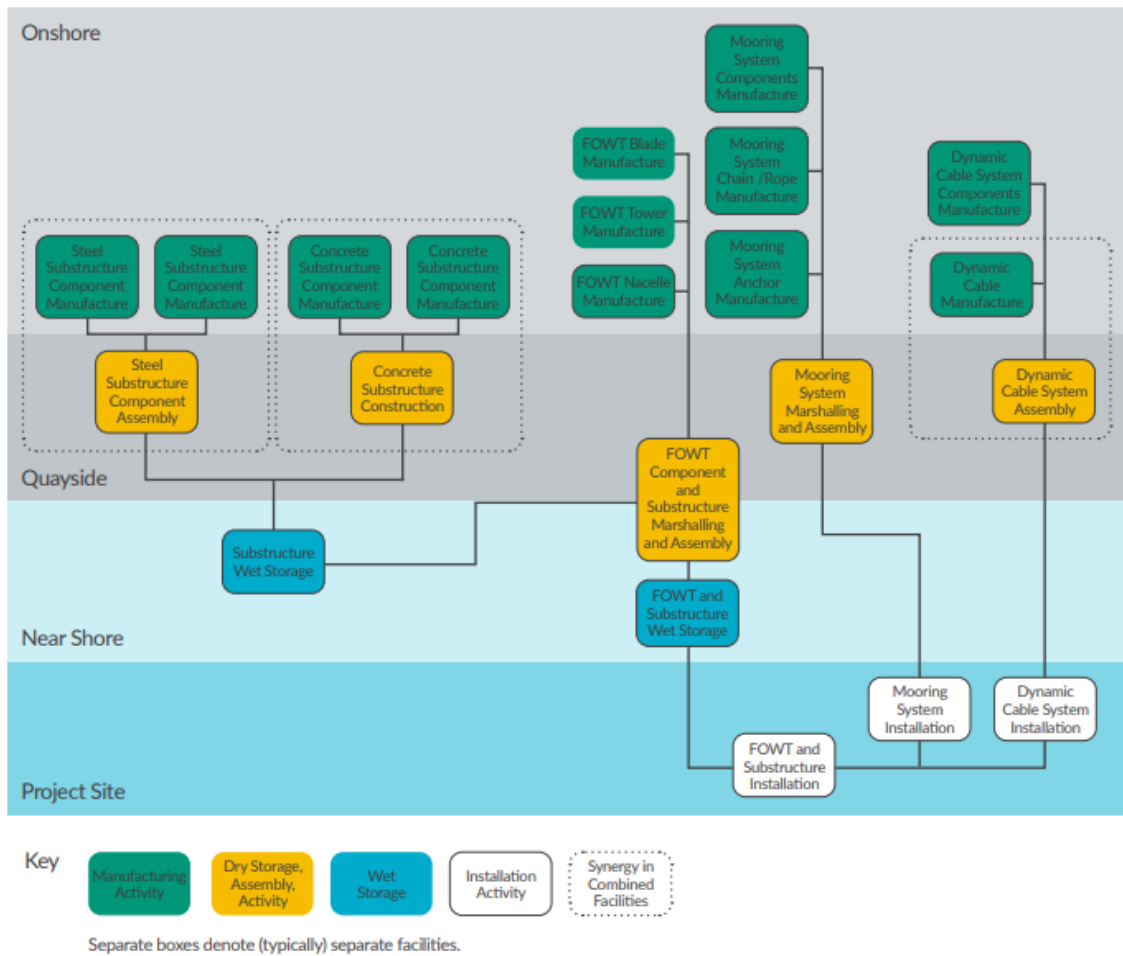 Onshore
Mooring
System
Components
Manufacture
FOWT Blade
Manufacture
Mooring
System
Chain /Rope
Manufacture
Dynamic
Cable System
Components
Manufacture
FOWT Tower
Manufacture
Steel
Substructure
Component
Manufacture
Steel
Substructure
Component
Manufacture
Concrete
Substructure
Component
Manufacture
Concrete
Substructure
Component
Manufacture
FOWT Nacelle
Manufacture
Mooring
System
Anchor
Manufacture
Dynamic
Cable
Manufacture
Steel
Substructure
Component
Assembly
Concrete
Substructure
Construction
Mooring
System
Marshalling
and Assembly
Dynamic
Cable System
Assembly
Quayside
FOWT
Component
and
Substructure
Marshalling
and Assembly
Substructure
Wet Storage
FOWT and
Substructure
Wet Storage
Near Shore
Mooring
System
Installation
Dynamic
Cable System
Installation
FOWT and
Substructure
Installation
Project Site
Key
Manufacturing
Activity
Dry Storage,
Assembly,
Activity
Wet
Storage
Installation
Activity
Synergy in
Combined
Facilities
Separate boxes denote (typically) separate facilities.